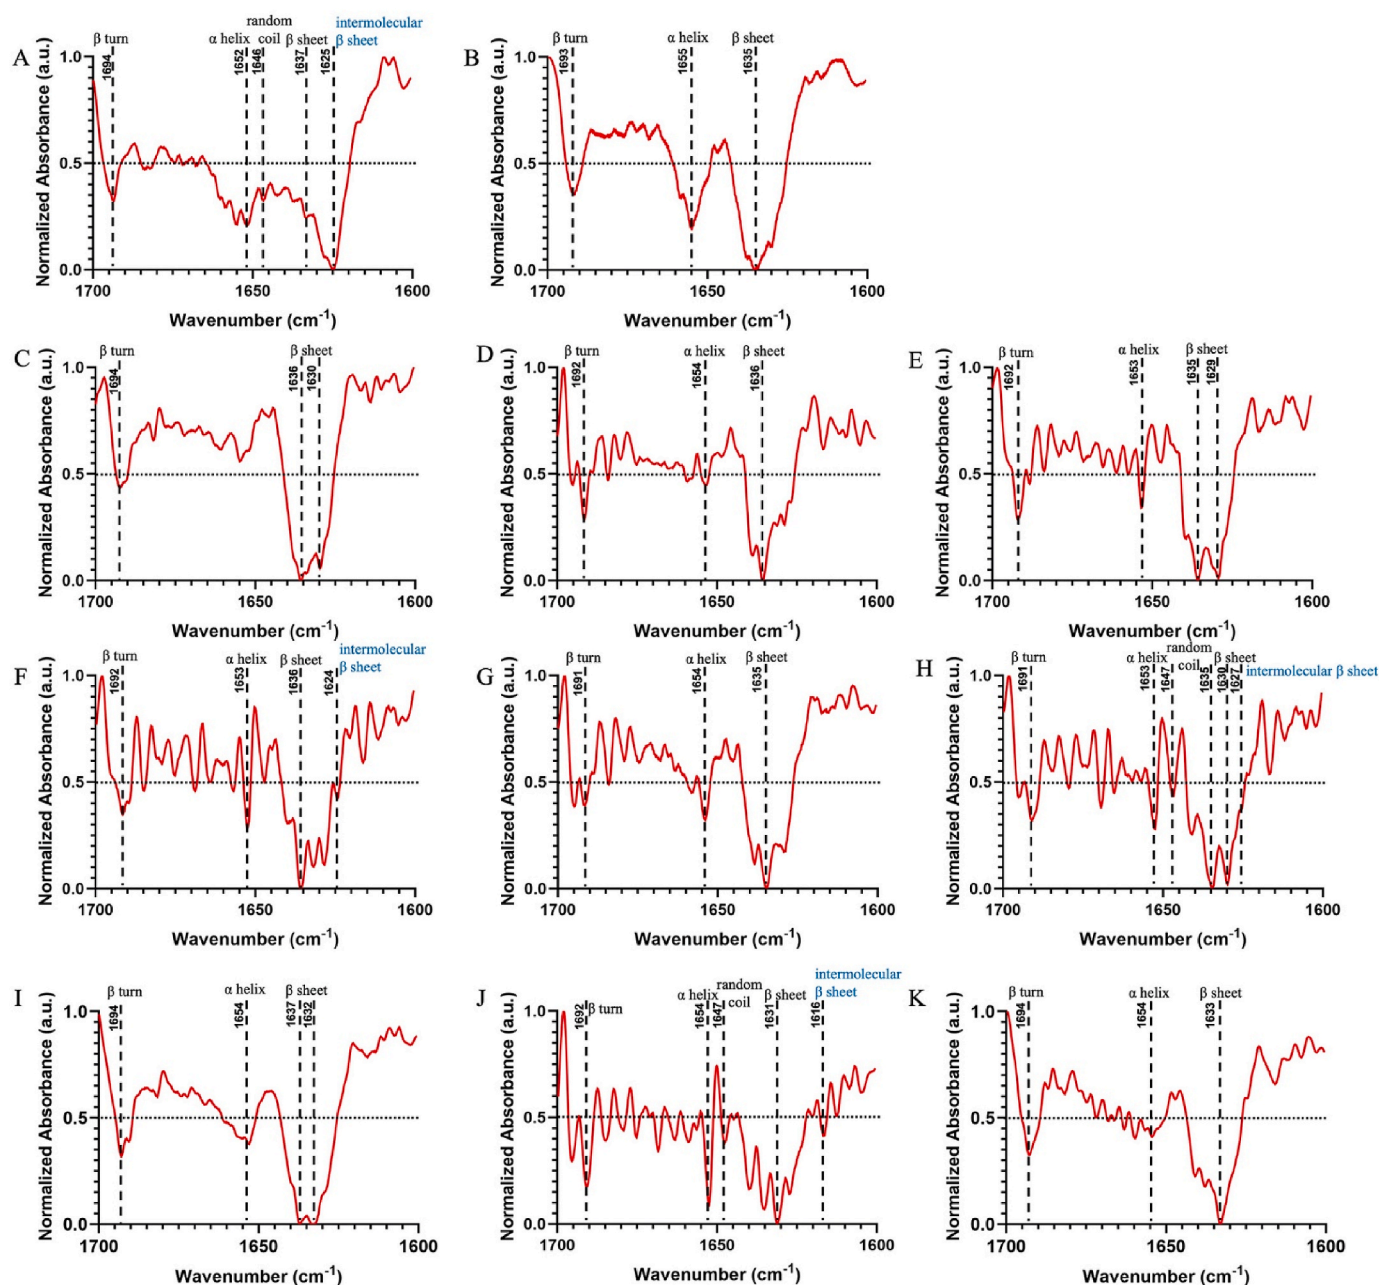 A
β turn
1694
α helix
1652
random
coil
1646
β sheet
1637
intermolecular
β sheet
1625
Normalized Absorbance (a.u.)
1.0
0.5
0.0
1700
1650
1600
Wavenumber (cm-1)
B
β turn
1693
α helix
1655
β sheet
1635
Normalized Absorbance (a.u.)
1.0
0.5
0.0
1700
1650
1600
Wavenumber (cm-1)
C
β turn
1694
β sheet
1636
1630
Normalized Absorbance (a.u.)
1.0
0.5
0.0
1700
1650
1600
Wavenumber (cm-1)
D
β turn
1692
α helix
1654
β sheet
1636
Normalized Absorbance (a.u.)
1.0
0.5
0.0
1700
1650
1600
Wavenumber (cm-1)
E
β turn
1692
α helix
1653
β sheet
1635
1629
Normalized Absorbance (a.u.)
1.0
0.5
0.0
1700
1650
1600
Wavenumber (cm-1)
F
β turn
1692
α helix
1653
β sheet
1636
intermolecular
β sheet
1624
Normalized Absorbance (a.u.)
1.0
0.5
0.0
1700
1650
1600
Wavenumber (cm-1)
G
β turn
1691
α helix
1654
β sheet
1635
Normalized Absorbance (a.u.)
1.0
0.5
0.0
1700
1650
1600
Wavenumber (cm-1)
H
β turn
1691
α helix
1653
random
coil
1647
β sheet
1635
1630
1627
intermolecular β sheet
Normalized Absorbance (a.u.)
1.0
0.5
0.0
1700
1650
1600
Wavenumber (cm-1)
I
β turn
1694
α helix
1654
β sheet
1637
1632
Normalized Absorbance (a.u.)
1.0
0.5
0.0
1700
1650
1600
Wavenumber (cm-1)
J
β turn
1692
α helix
1654
random
coil
1647
β sheet
1631
intermolecular
β sheet
1616
Normalized Absorbance (a.u.)
1.0
0.5
0.0
1700
1650
1600
Wavenumber (cm-1)
K
β turn
1694
α helix
1654
β sheet
1633
Normalized Absorbance (a.u.)
1.0
0.5
0.0
1700
1650
1600
Wavenumber (cm-1)